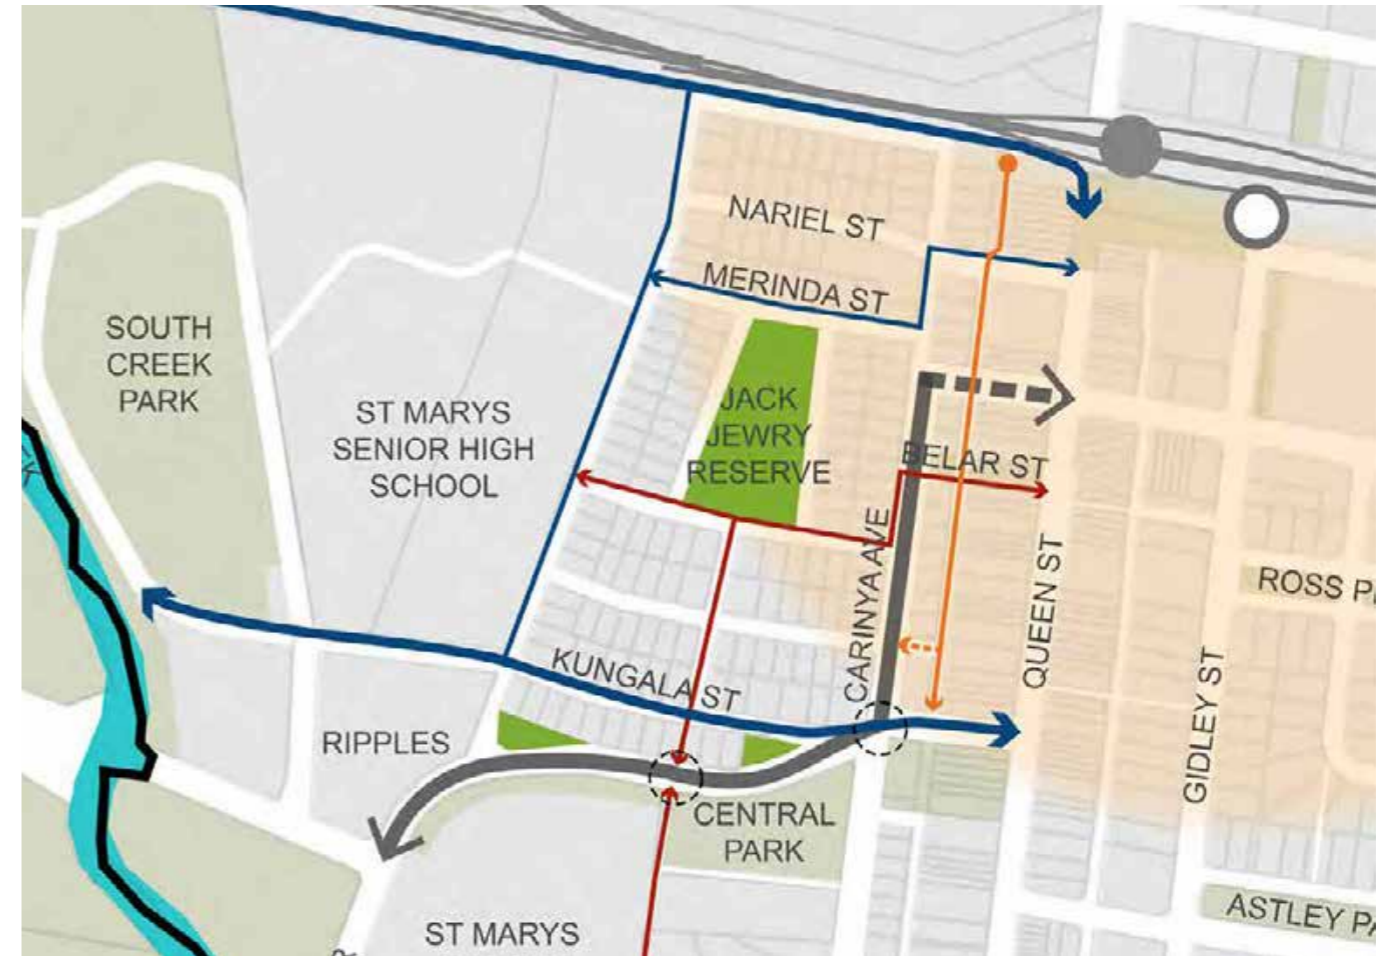 NARIEL ST
MERINDA ST
SOUTH
CREEK
PARK
ST MARYS
SENIOR HIGH
SCHOOL
JACK
JEWRY
RESERVE
BELAR ST
CARINYA AVE
QUEEN ST
ROSS P
KUNGALA ST
GIDLEY ST
RIPPLES
CENTRAL
PARK
ASTLEY PA
ST MARYS